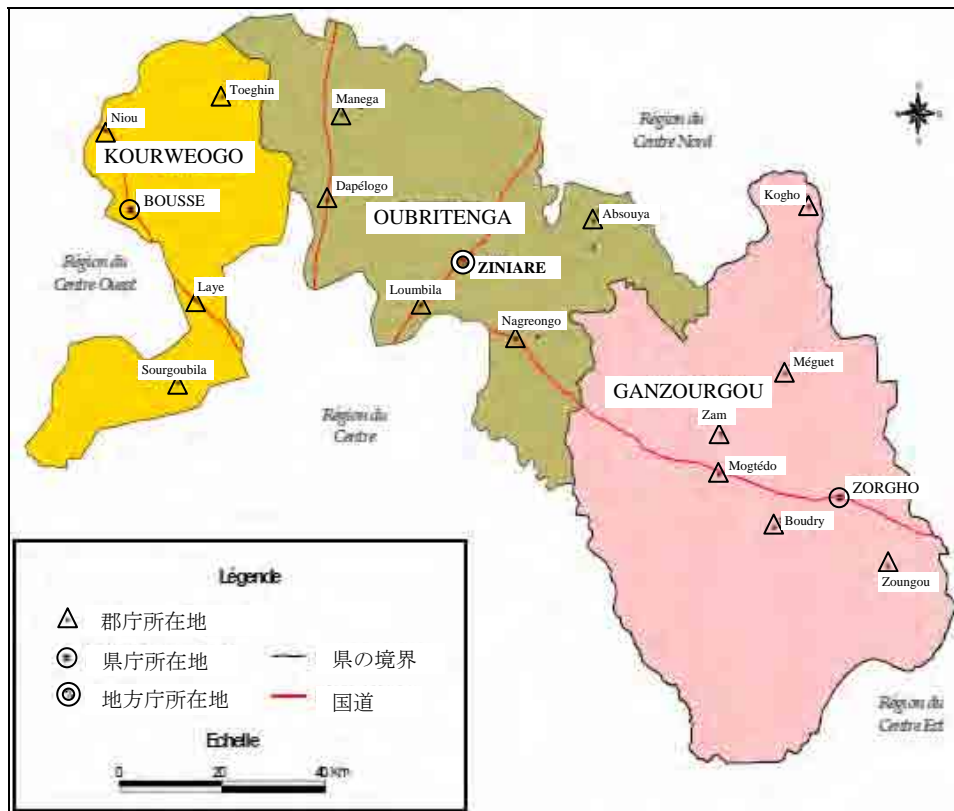 Toeghin
Manega
Niou
Région du
Centre Nord
KOURWEOGO
Kogho
BOUSSE
Dapélogo
OUBRITENGA
Absouya
Région du
Centre Ouest
ZINIARE
Laye
Loumbila
Nagreongo
Sourgoubila
Méguet
GANZOURGOU
Région du
Centre
Zam
Mogtédo
ZORGHO
Boudry
Zoungou
Légende
郡庁所在地
県庁所在地
県の境界
地方庁所在地
国道
Région du
Centre Est
Echelle
0 20 40 Km